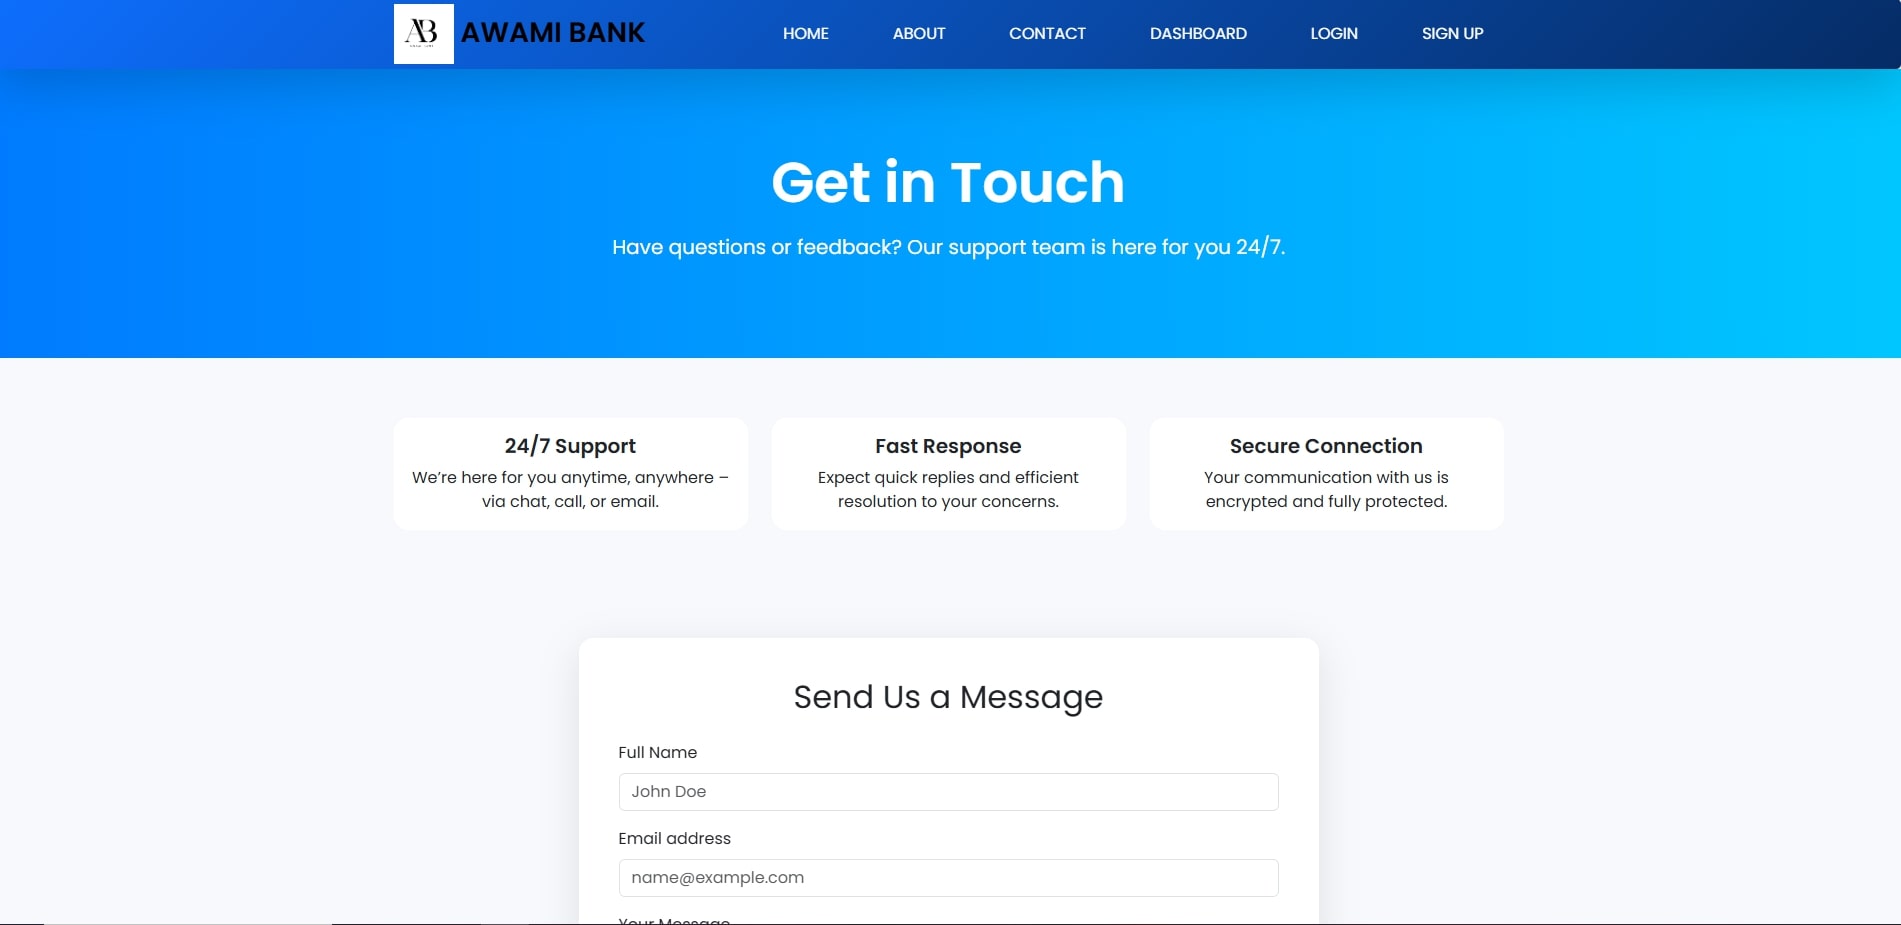 AB
AWAMI BANK
HOME ABOUT CONTACT DASHBOARD LOGIN SIGN UP
Get in Touch
Have questions or feedback? Our support team is here for you 24/7.
24/7 Support
We’re here for you anytime, anywhere –
via chat, call, or email.
Fast Response
Expect quick replies and efficient
resolution to your concerns.
Secure Connection
Your communication with us is
encrypted and fully protected.
Send Us a Message
Full Name
John Doe
Email address
name@example.com
Your Message